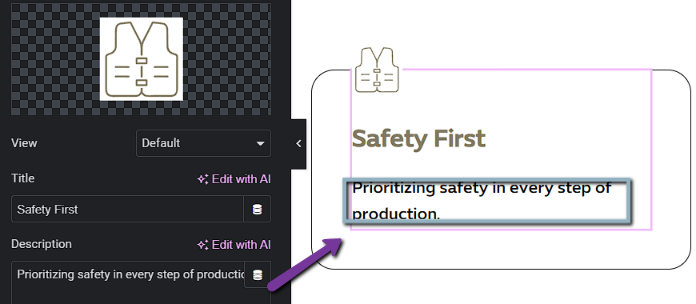 View
Default
Title
Edit with AI
Safety First
Description
Edit with AI
Prioritizing safety in every step of productio
Safety First
Prioritizing safety in every step of
production.